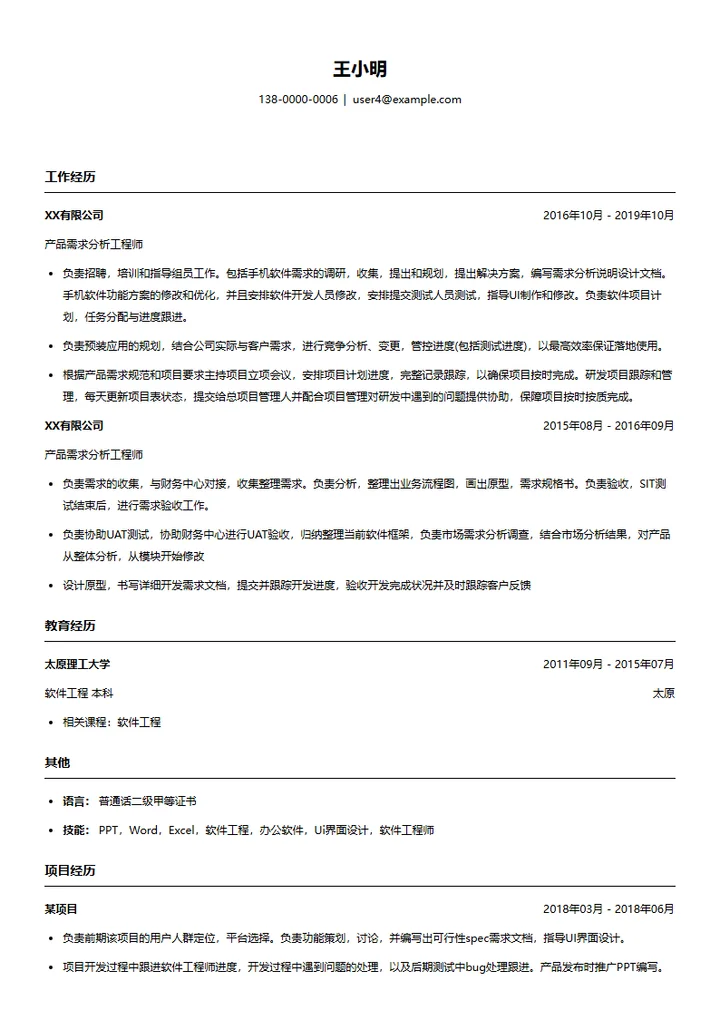 王小明
138-0000-0006 | user4@example.com
工作经历
XX有限公司 2016年10月 - 2019年10月
产品需求分析工程师
• 负责招聘，培训和指导组员工作。包括手机软件需求的调研，收集，提出和规划，提出解决方案，编写需求分析说明设计文档。
手机软件功能方案的修改和优化，并且安排软件开发人员修改，安排提交测试人员测试，指导UI制作和修改。负责软件项目计
划，任务分配与进度跟进。
• 负责预装应用的规划，结合公司实际与客户需求，进行竞争分析、变更，管控进度(包括测试进度)，以最高效率保证落地使用。
• 根据产品需求规范和项目要求主持项目立项会议，安排项目计划进度，完整记录跟踪，以确保项目按时完成。研发项目跟踪和管
理，每天更新项目表状态，提交给总项目管理人并配合项目管理对研发中遇到的问题提供协助，保障项目按时按质完成。
XX有限公司 2015年08月 - 2016年09月
产品需求分析工程师
• 负责需求的收集，与财务中心对接，收集整理需求。负责分析，整理出业务流程图，画出原型，需求规格书。负责验收，SIT测
试结束后，进行需求验收工作。
• 负责协助UAT测试，协助财务中心进行UAT验收，归纳整理当前软件框架，负责市场需求分析调查，结合市场分析结果，对产品
从整体分析，从模块开始修改
• 设计原型，书写详细开发需求文档，提交并跟踪开发进度，验收开发完成状况并及时跟踪客户反馈
教育经历
太原理工大学 2011年09月 - 2015年07月
软件工程 本科 太原
• 相关课程：软件工程
其他
• 语言： 普通话二级甲等证书
• 技能： PPT，Word，Excel，软件工程，办公软件，Ui界面设计，软件工程师
项目经历
某项目 2018年03月 - 2018年06月
• 负责前期该项目的用户人群定位，平台选择。负责功能策划，讨论，并编写出可行性spec需求文档，指导UI界面设计。
• 项目开发过程中跟进软件工程师进度，开发过程中遇到问题的处理，以及后期测试中bug处理跟进。产品发布时推广PPT编写。